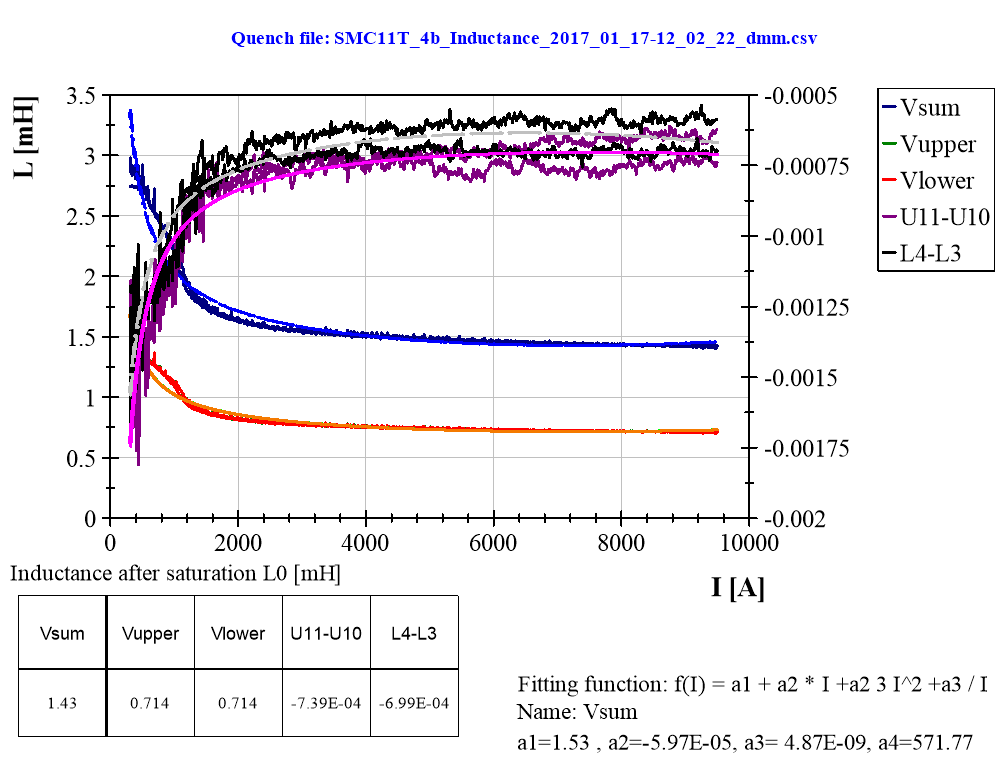 Quench file: SMC11T_4b_Inductance_2017_01_17-12_02_22_dmm.csv
L [mH]
3.5
3
2.5
2
1.5
1
0.5
0
-0.0005
-0.00075
-0.001
-0.00125
-0.0015
-0.00175
-0.002
Vsum
Vupper
Vlower
U11-U10
L4-L3
0 2000 4000 6000 8000 10000
I [A]
Inductance after saturation L0 [mH]
Vsum Vupper Vlower U11-U10 L4-L3
1.43 0.714 0.714 -7.39E-04 -6.99E-04
Fitting function: f(I) = a1 + a2 * I +a2 3 I^2 +a3 / I
Name: Vsum
a1=1.53 , a2=-5.97E-05, a3= 4.87E-09, a4=571.77